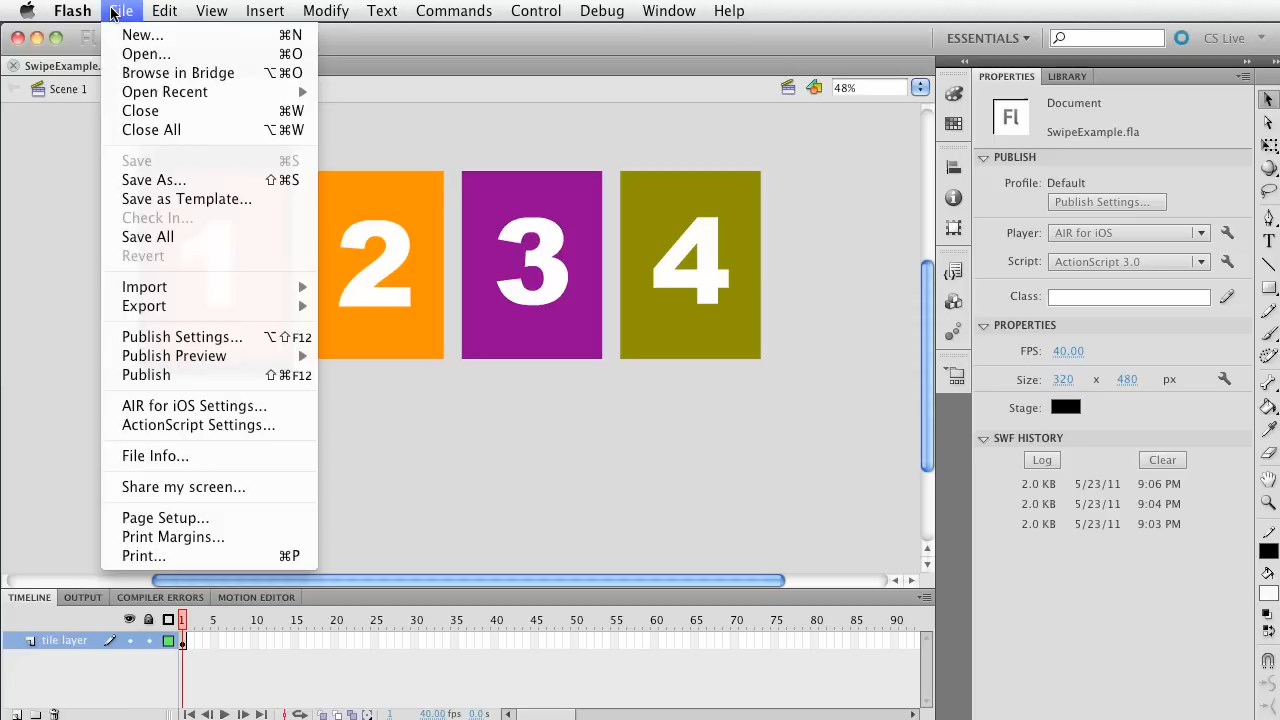 Flash File Edit View Insert Modify Text Commands Control Debug Window Help
Fl ESSENTIALS CS Live
SwipeExample.
Scene 1 48%
New... ⌘N
Open... ⌘O
Browse in Bridge ⌥⌘O
Open Recent
Close ⌘W
Close All ⌥⌘W
Save ⌘S
Save As... ⇧⌘S
Save as Template...
Check In...
Save All
Revert
Import
Export
Publish Settings... ⌥⇧F12
Publish Preview
Publish ⇧⌘F12
AIR for iOS Settings...
ActionScript Settings...
File Info...
Share my screen...
Page Setup...
Print Margins...
Print... ⌘P
1 2 3 4
PROPERTIES LIBRARY
Fl
Document
SwipeExample.fla
PUBLISH
Profile: Default
Publish Settings...
Player: AIR for iOS
Script: ActionScript 3.0
Class:
PROPERTIES
FPS: 40.00
Size: 320 x 480 px
Stage:
SWF HISTORY
Log Clear
2.0 KB 5/23/11 9:06 PM
2.0 KB 5/23/11 9:04 PM
2.0 KB 5/23/11 9:03 PM
TIMELINE OUTPUT COMPILER ERRORS MOTION EDITOR
1 5 10 15 20 25 30 35 40 45 50 55 60 65 70 75 80 85 90
tile layer
1 40.00 fps 0.0 s